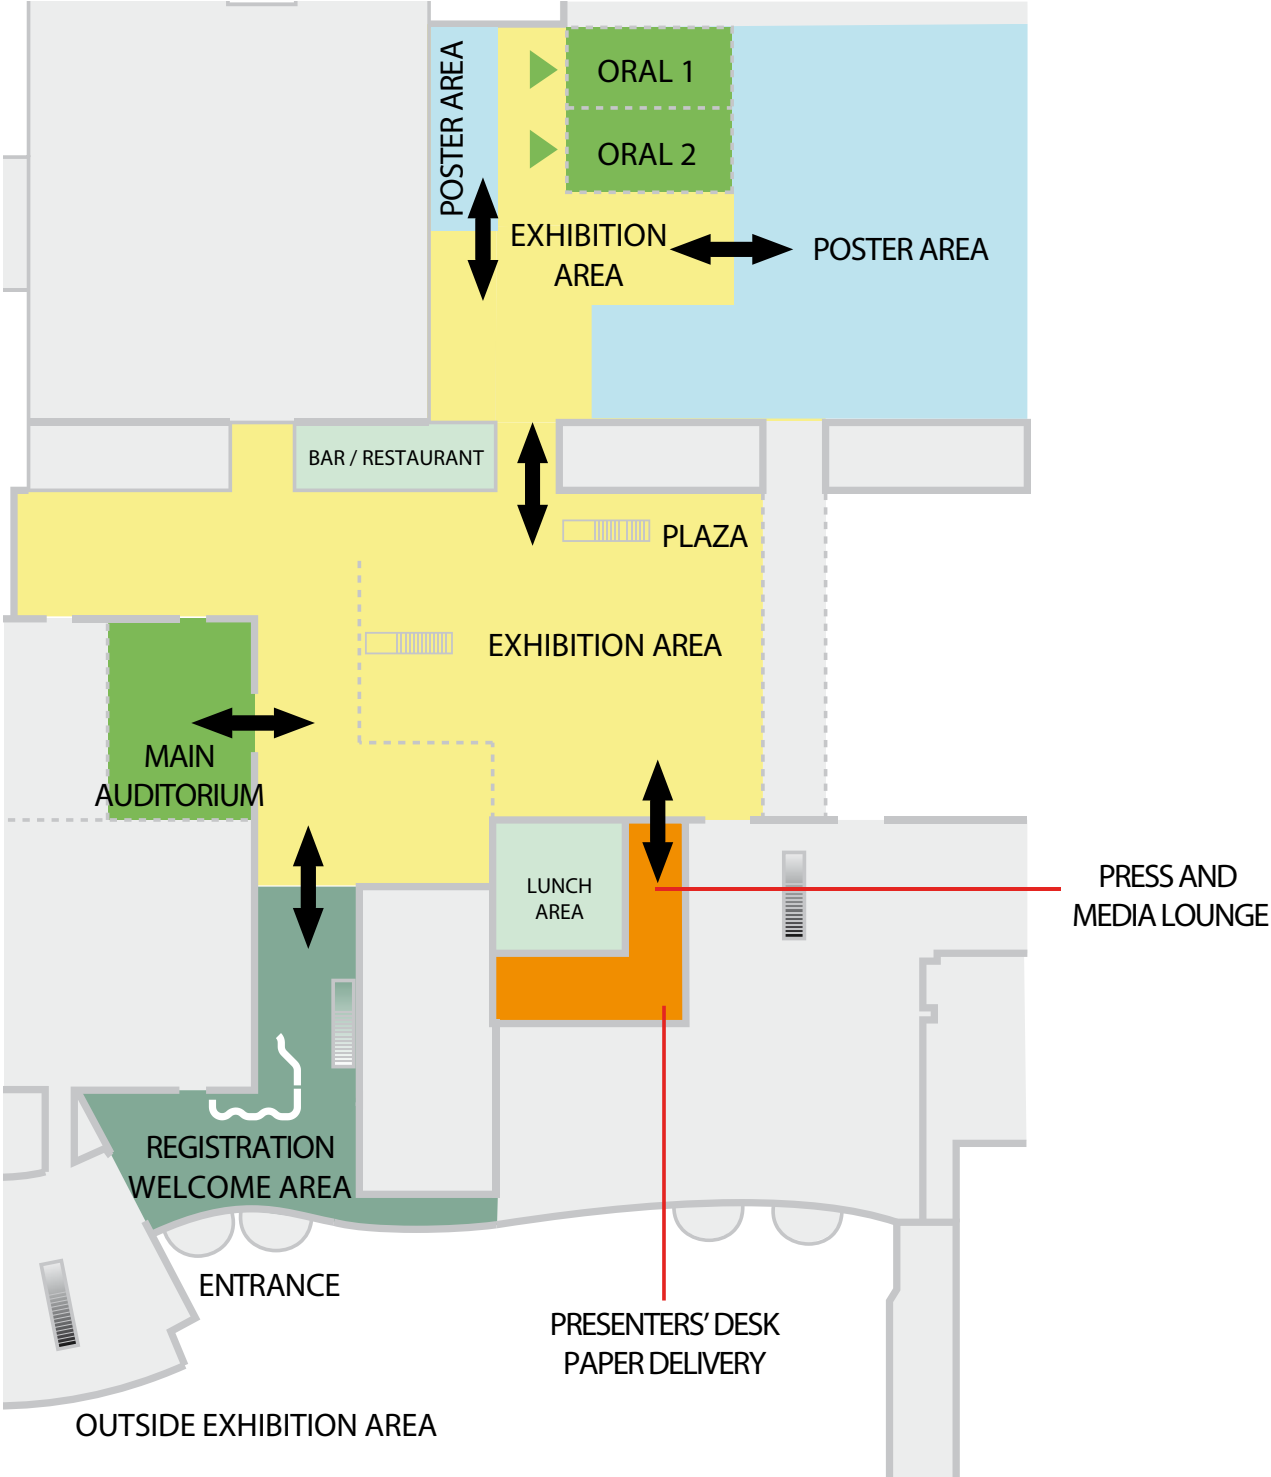 POSTER AREA
ORAL 1
ORAL 2
EXHIBITION
AREA
POSTER AREA
BAR / RESTAURANT
PLAZA
EXHIBITION AREA
MAIN
AUDITORIUM
LUNCH
AREA
PRESS AND
MEDIA LOUNGE
REGISTRATION
WELCOME AREA
ENTRANCE
PRESENTERS’ DESK
PAPER DELIVERY
OUTSIDE EXHIBITION AREA